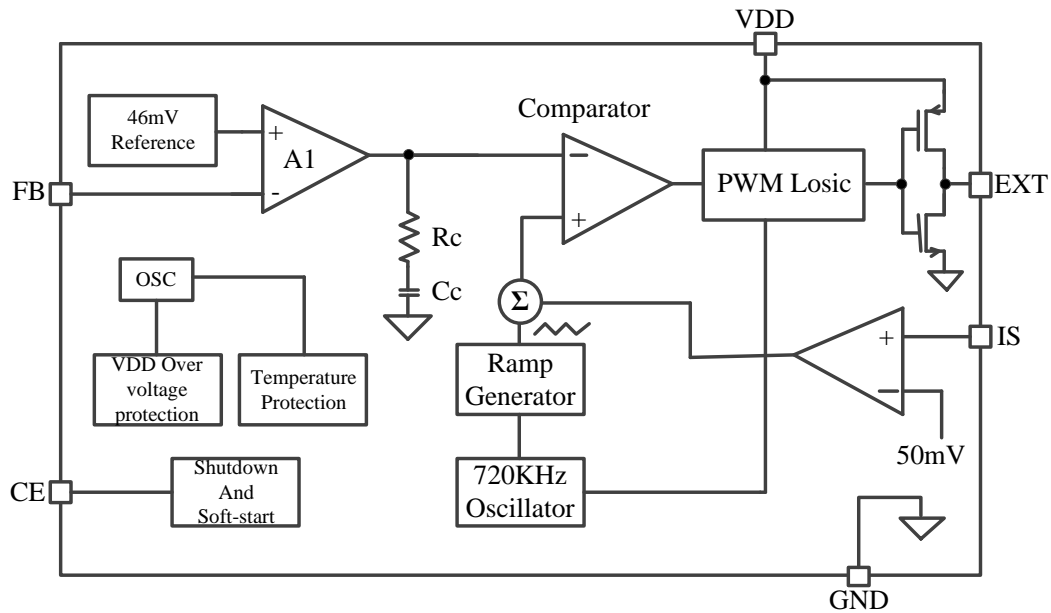 VDD
46mV
Reference
+
A1
-
Comparator
−
+
PWM Losic
FB
EXT
Rc
Cc
OSC
Σ
VDD Over
voltage
protection
Temperature
Protection
Ramp
Generator
+
−
IS
50mV
CE
Shutdown
And
Soft-start
720KHz
Oscillator
GND